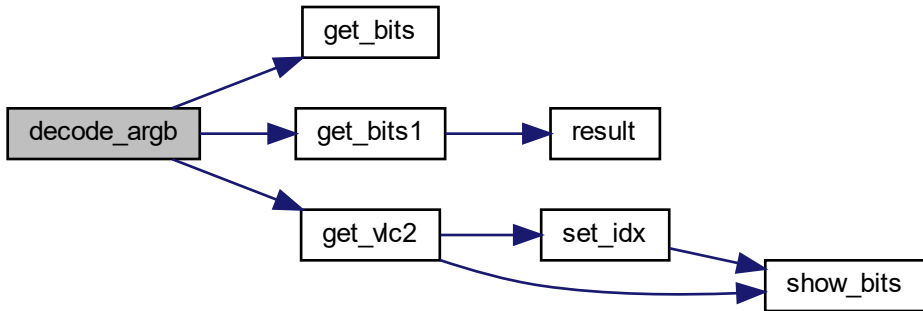 get_bits
decode_argb
get_bits1
result
get_vlc2
set_idx
show_bits